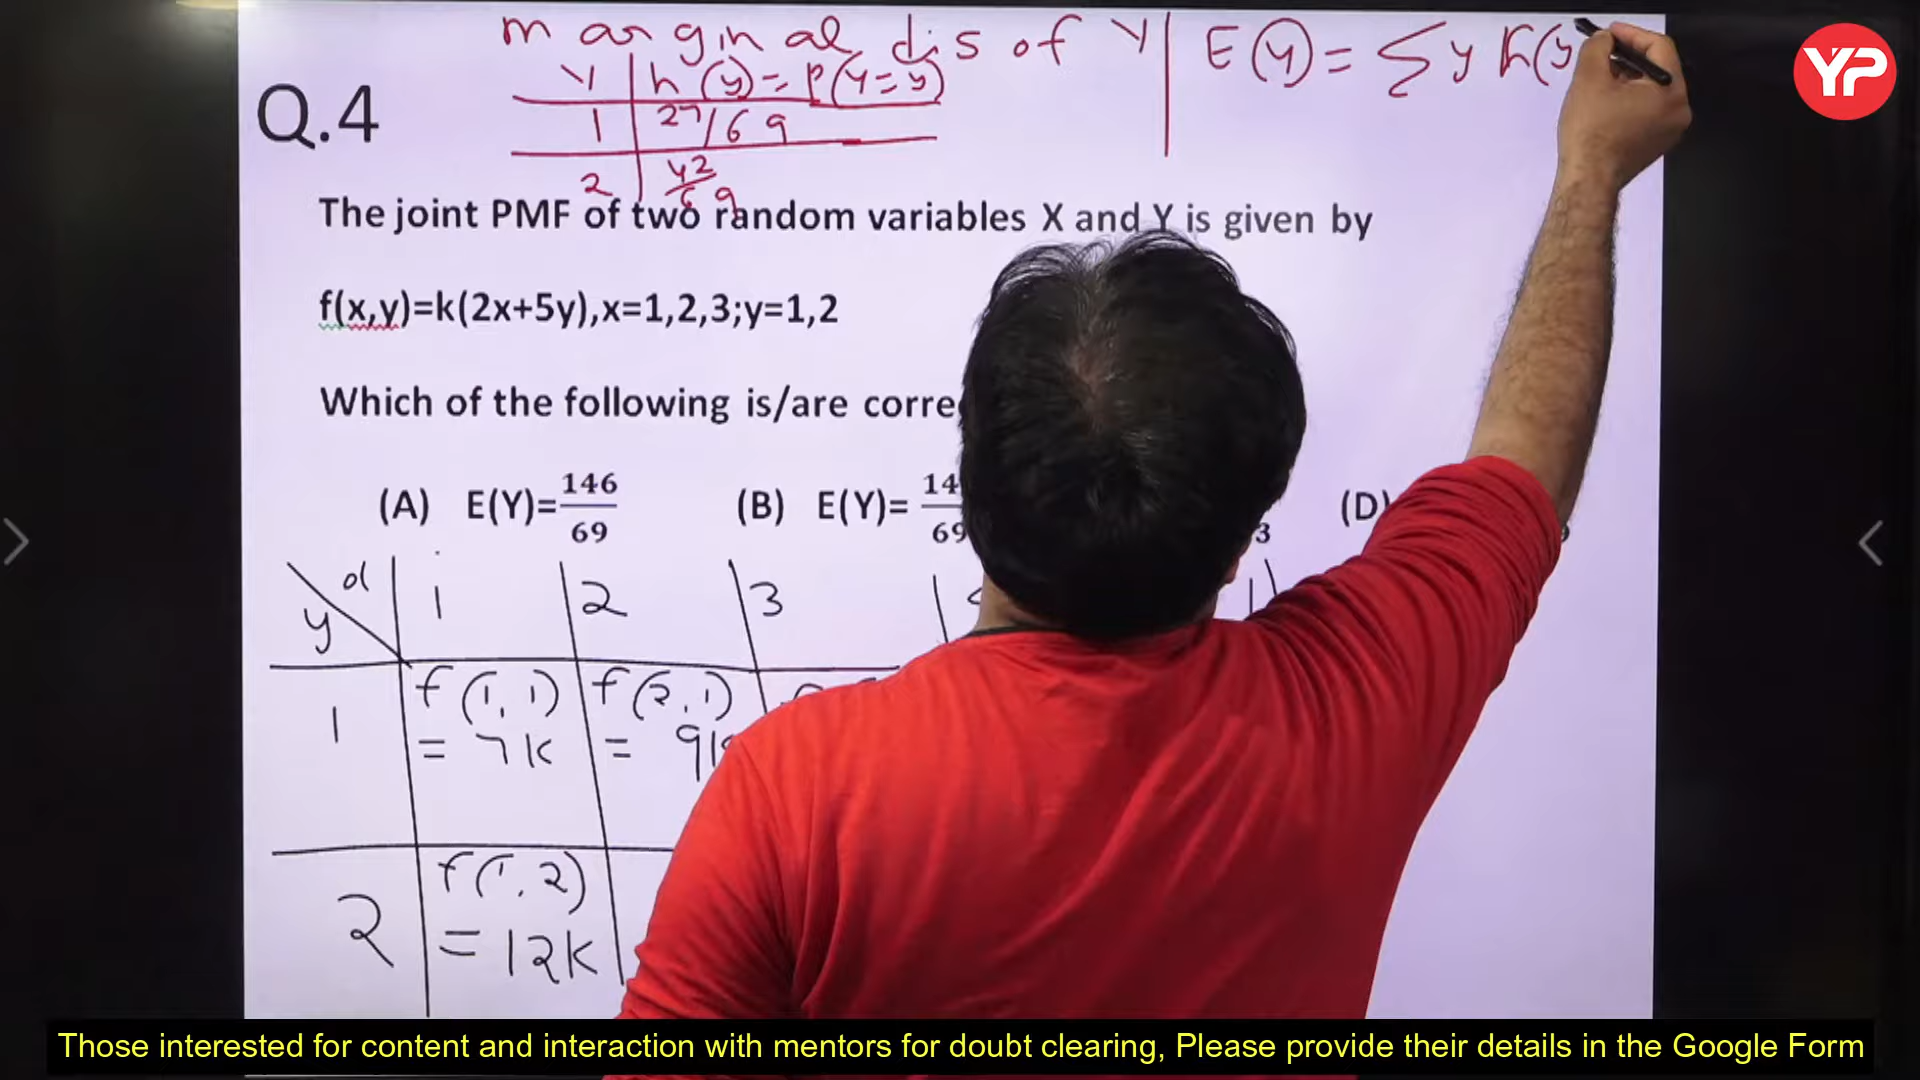 marginal dis of Y
Y h(y)=P(Y=y)
1 27/69
2 42/69
E(y)=∑yh(y
YP
Q.4
The joint PMF of two random variables X and Y is given by
f(x,y)=k(2x+5y),x=1,2,3;y=1,2
Which of the following is/are corre
(A) E(Y)=146/69 (B) E(Y)= 14 69 3 (D)
y 1 2 3
1 f(1,1) =7k f(2,1) = 9k
2 f(1,2) =12k
Those interested for content and interaction with mentors for doubt clearing, Please provide their details in the Google Form